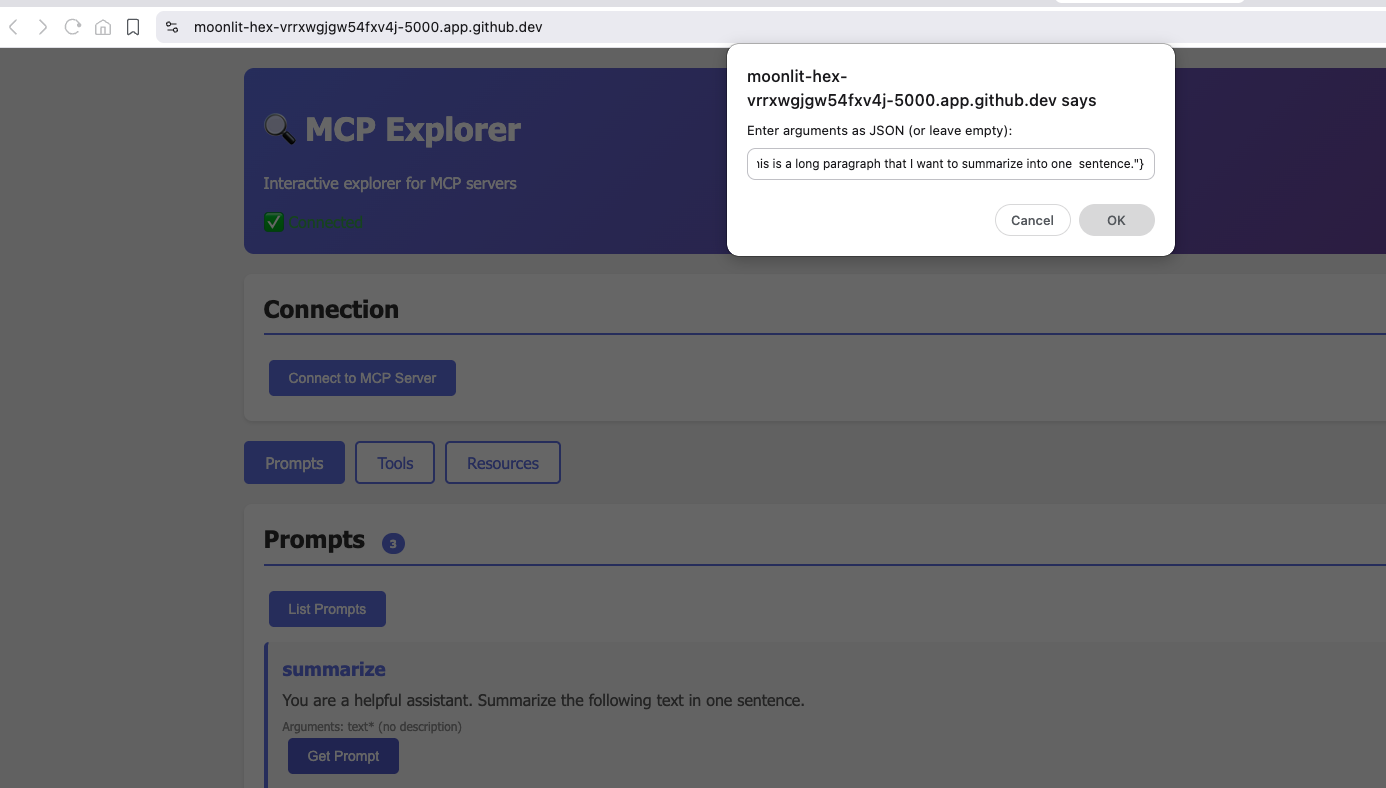 moonlit-hex-vrrxwgjgw54fxv4j-5000.app.github.dev
moonlit-hex-
vrrxwgjgw54fxv4j-5000.app.github.dev says
Enter arguments as JSON (or leave empty):
is is a long paragraph that I want to summarize into one  sentence."}
Cancel
OK
🔍 MCP Explorer
Interactive explorer for MCP servers
✅ Connected
Connection
Connect to MCP Server
Prompts
Tools
Resources
Prompts 3
List Prompts
summarize
You are a helpful assistant. Summarize the following text in one sentence.
Arguments: text* (no description)
Get Prompt